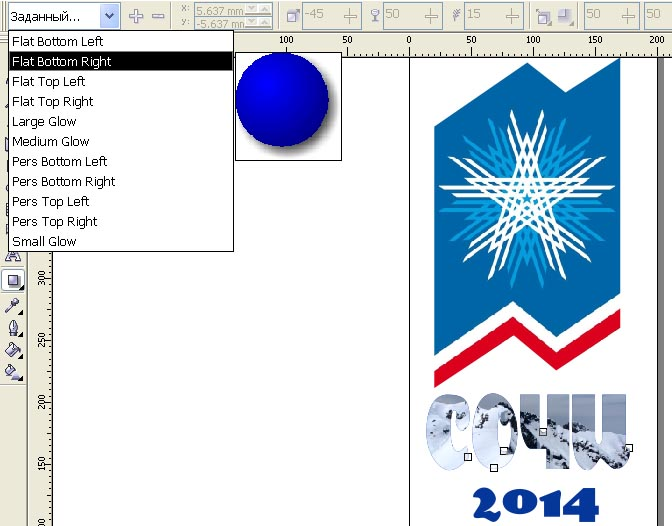 Заданный...
x: 5.637 mm
y: -5.637 mm
-45
50
15
50
50
100
50
0
50
100
150
200
Flat Bottom Left
Flat Bottom Right
Flat Top Left
Flat Top Right
Large Glow
Medium Glow
Pers Bottom Left
Pers Bottom Right
Pers Top Left
Pers Top Right
Small Glow
300
250
200
150
СОЧИ
2014